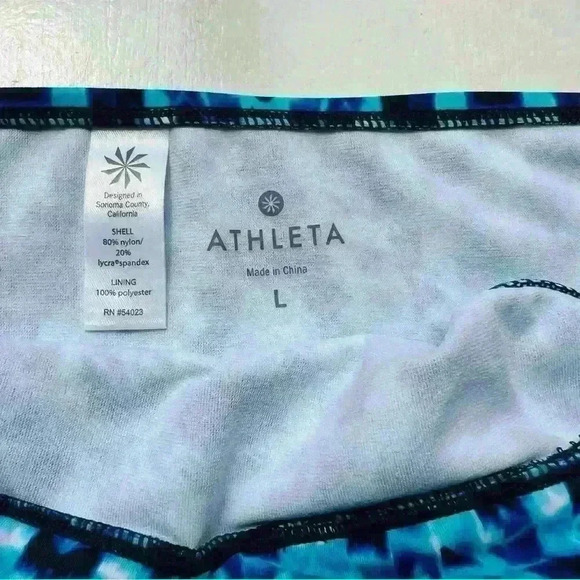 Designed in
Sonoma County,
California
SHELL
80% nylon/
20%
lycra®spandex
LINING
100% polyester
RN #54023
ATHLETA
Made in China
L